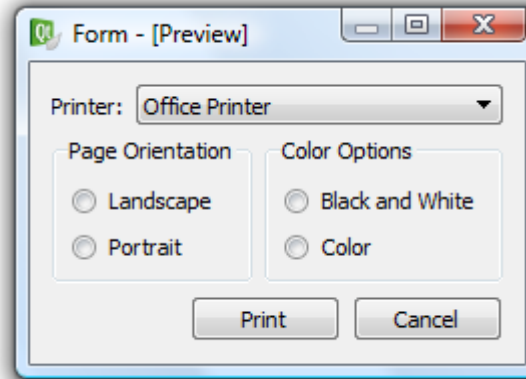 Form - [Preview]
Printer: Office Printer
Page Orientation
Landscape
Portrait
Color Options
Black and White
Color
Print
Cancel